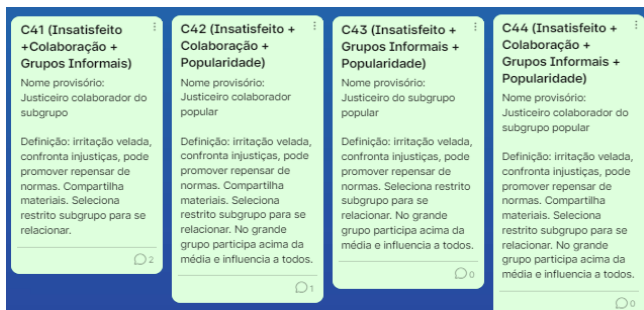 C41 (Insatisfeito
+Colaboração +
Grupos Informais)
Nome provisório:
Justiceiro colaborador do
subgrupo
Definição: irritação velada,
confronta injustiças, pode
promover repensar de
normas. Compartilha
materiais. Seleciona
restrito subgrupo para se
relacionar.
2
C42 (Insatisfeito +
Colaboração +
Popularidade)
Nome provisório:
Justiceiro colaborador
popular
Definição: irritação velada,
confronta injustiças, pode
promover repensar de
normas. Compartilha
materiais. Seleciona
restrito subgrupo para se
relacionar. No grande
grupo participa acima da
média e influencia a todos.
1
C43 (Insatisfeito +
Grupos Informais +
Popularidade)
Nome provisório:
Justiceiro do subgrupo
popular
Definição: irritação velada,
confronta injustiças, pode
promover repensar de
normas. Seleciona restrito
subgrupo para se
relacionar. No grande
grupo participa acima da
média e influencia a todos.
0
C44 (Insatisfeito +
Colaboração +
Grupos Informais +
Popularidade)
Nome provisório:
Justiceiro colaborador do
subgrupo popular
Definição: irritação velada,
confronta injustiças, pode
promover repensar de
normas. Compartilha
materiais. Seleciona
restrito subgrupo para se
relacionar. No grande
grupo participa acima da
média e influencia a todos.
0